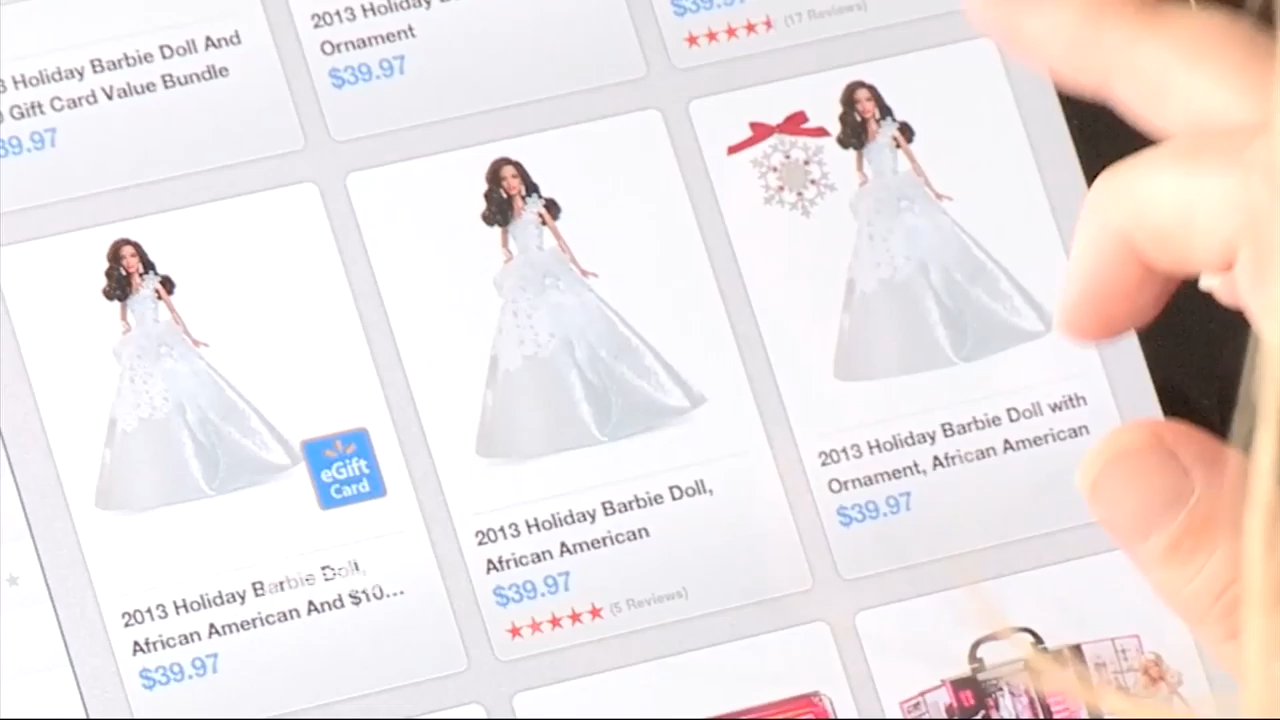 3 Holiday Barbie Doll And
Gift Card Value Bundle
39.97
2013 Holiday
Ornament
$39.97
$39.97
(17 Reviews)
eGift
Card
2013 Holiday Barbie Doll,
African American And $10...
$39.97
2013 Holiday Barbie Doll,
African American
$39.97
(5 Reviews)
2013 Holiday Barbie Doll with
Ornament, African American
$39.97